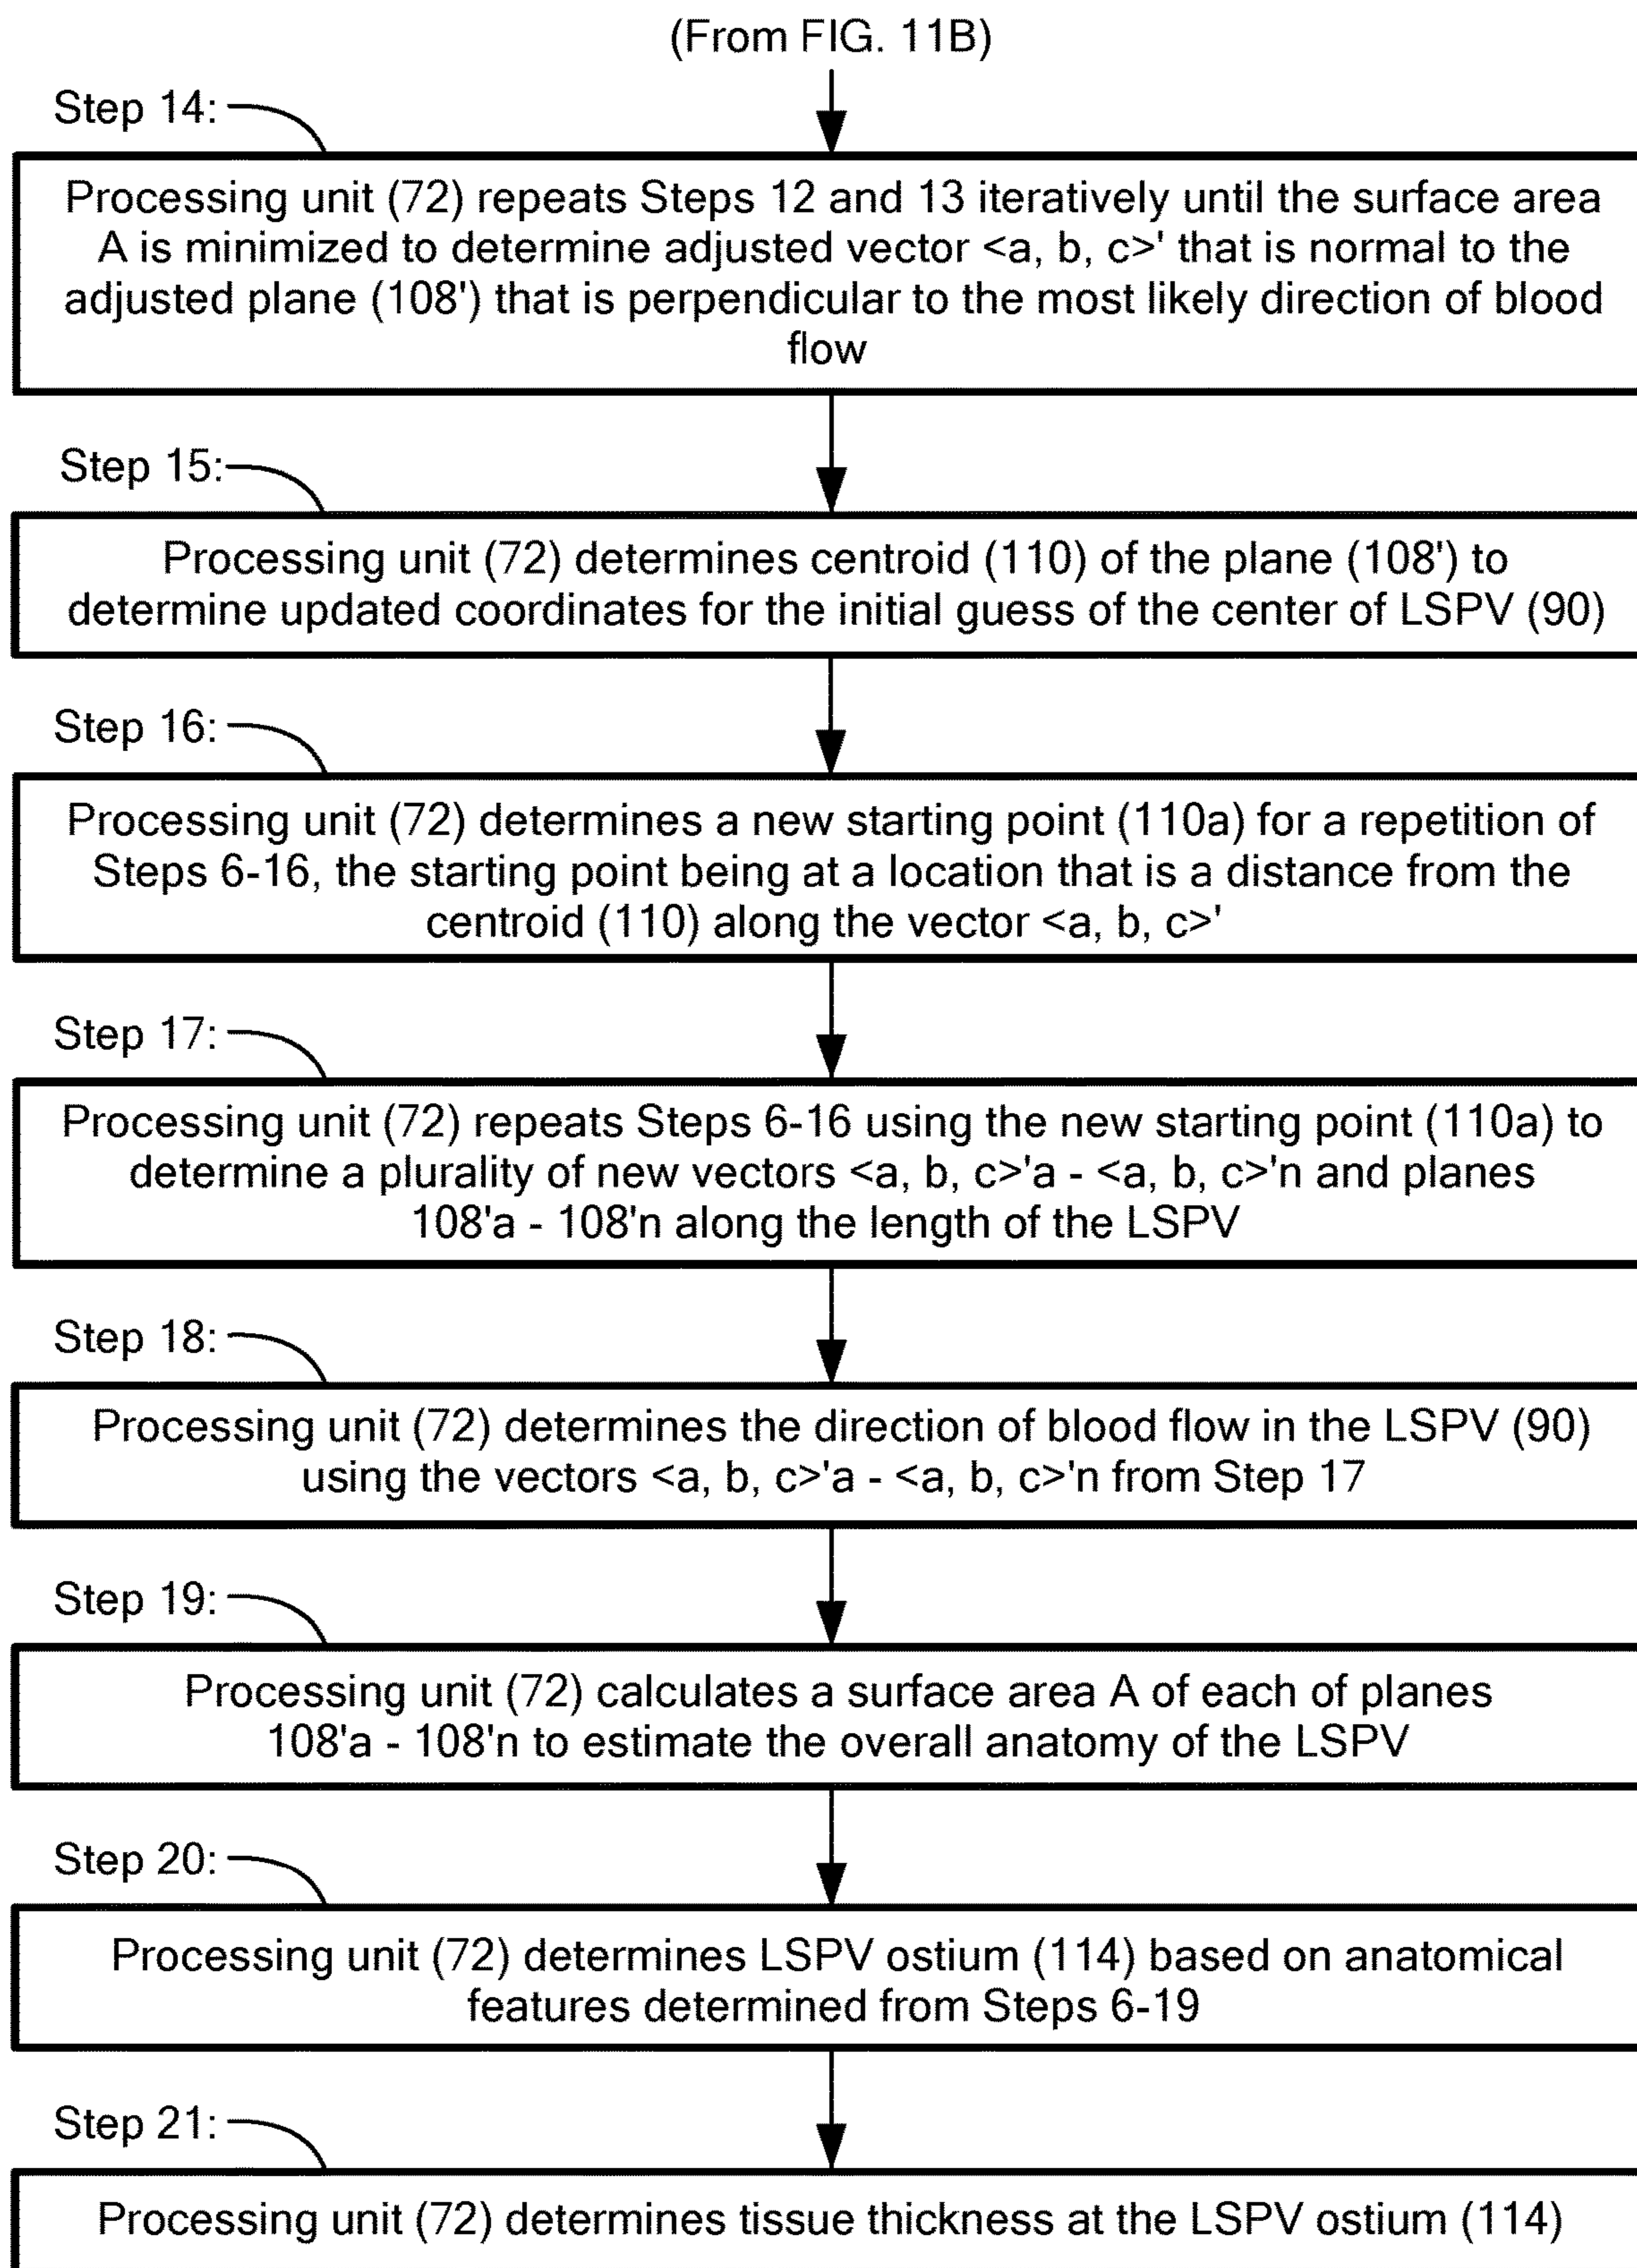 (From FIG. 11B)
Step 14:
Processing unit (72) repeats Steps 12 and 13 iteratively until the surface area
A is minimized to determine adjusted vector <a, b, c>' that is normal to the
adjusted plane (108') that is perpendicular to the most likely direction of blood
flow
Step 15:
Processing unit (72) determines centroid (110) of the plane (108') to
determine updated coordinates for the initial guess of the center of LSPV (90)
Step 16:
Processing unit (72) determines a new starting point (110a) for a repetition of
Steps 6-16, the starting point being at a location that is a distance from the
centroid (110) along the vector <a, b, c>'
Step 17:
Processing unit (72) repeats Steps 6-16 using the new starting point (110a) to
determine a plurality of new vectors <a, b, c>'a - <a, b, c>'n and planes
108'a - 108'n along the length of the LSPV
Step 18:
Processing unit (72) determines the direction of blood flow in the LSPV (90)
using the vectors <a, b, c>'a - <a, b, c>'n from Step 17
Step 19:
Processing unit (72) calculates a surface area A of each of planes
108'a - 108'n to estimate the overall anatomy of the LSPV
Step 20:
Processing unit (72) determines LSPV ostium (114) based on anatomical
features determined from Steps 6-19
Step 21:
Processing unit (72) determines tissue thickness at the LSPV ostium (114)